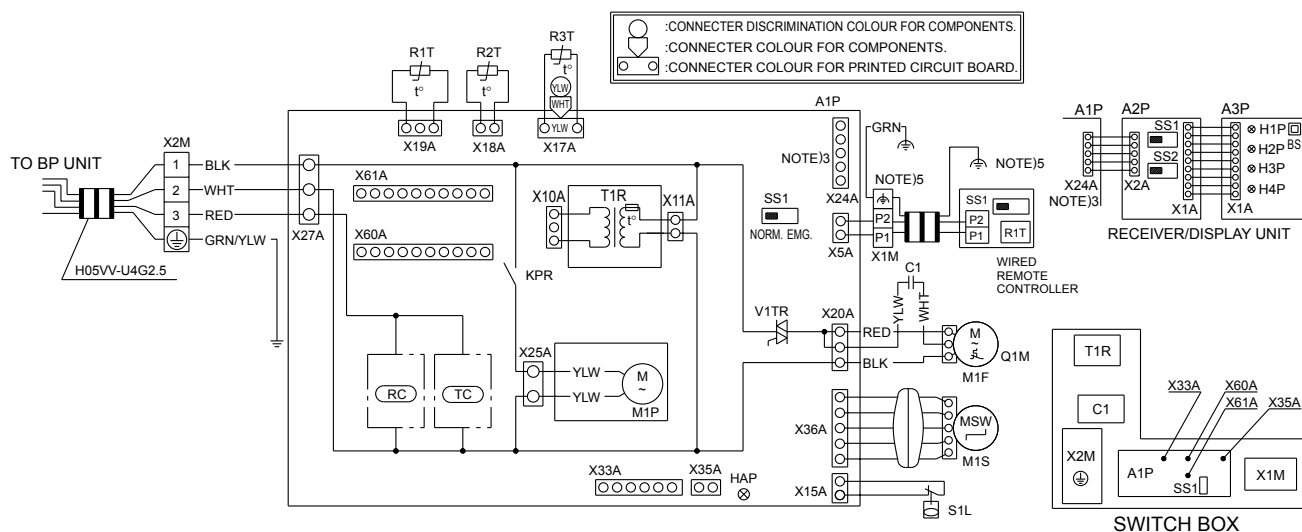 :CONNECTER DISCRIMINATION COLOUR FOR COMPONENTS.
:CONNECTER COLOUR FOR COMPONENTS.
:CONNECTER COLOUR FOR PRINTED CIRCUIT BOARD.
R1T
t°
X19A
R2T
t°
X18A
R3T
t°
YLW
WHT
YLW
X17A
A1P
TO BP UNIT
X2M
1
2
3
BLK
WHT
RED
GRN/YLW
H05VV-U4G2.5
X27A
X61A
X60A
X10A
T1R
t°
X11A
KPR
RC
TC
X25A
YLW
YLW
M
~
M1P
V1TR
SS1
NORM. EMG.
NOTE)3
X24A
X5A
GRN
NOTE)5
P2
P1
X1M
NOTE)5
SS1
P2
P1
R1T
WIRED
REMOTE
CONTROLLER
C1
YLW
WHT
X20A
RED
BLK
M
~
Q1M
M1F
X36A
MSW
M1S
X33A
X35A
HAP
X15A
S1L
A1P
A2P
A3P
SS1
SS2
H1P
BS
H2P
H3P
H4P
X24A
X2A
NOTE)3
X1A
X1A
RECEIVER/DISPLAY UNIT
T1R
C1
X2M
X33A
X60A
X61A
X35A
A1P
SS1
X1M
SWITCH BOX